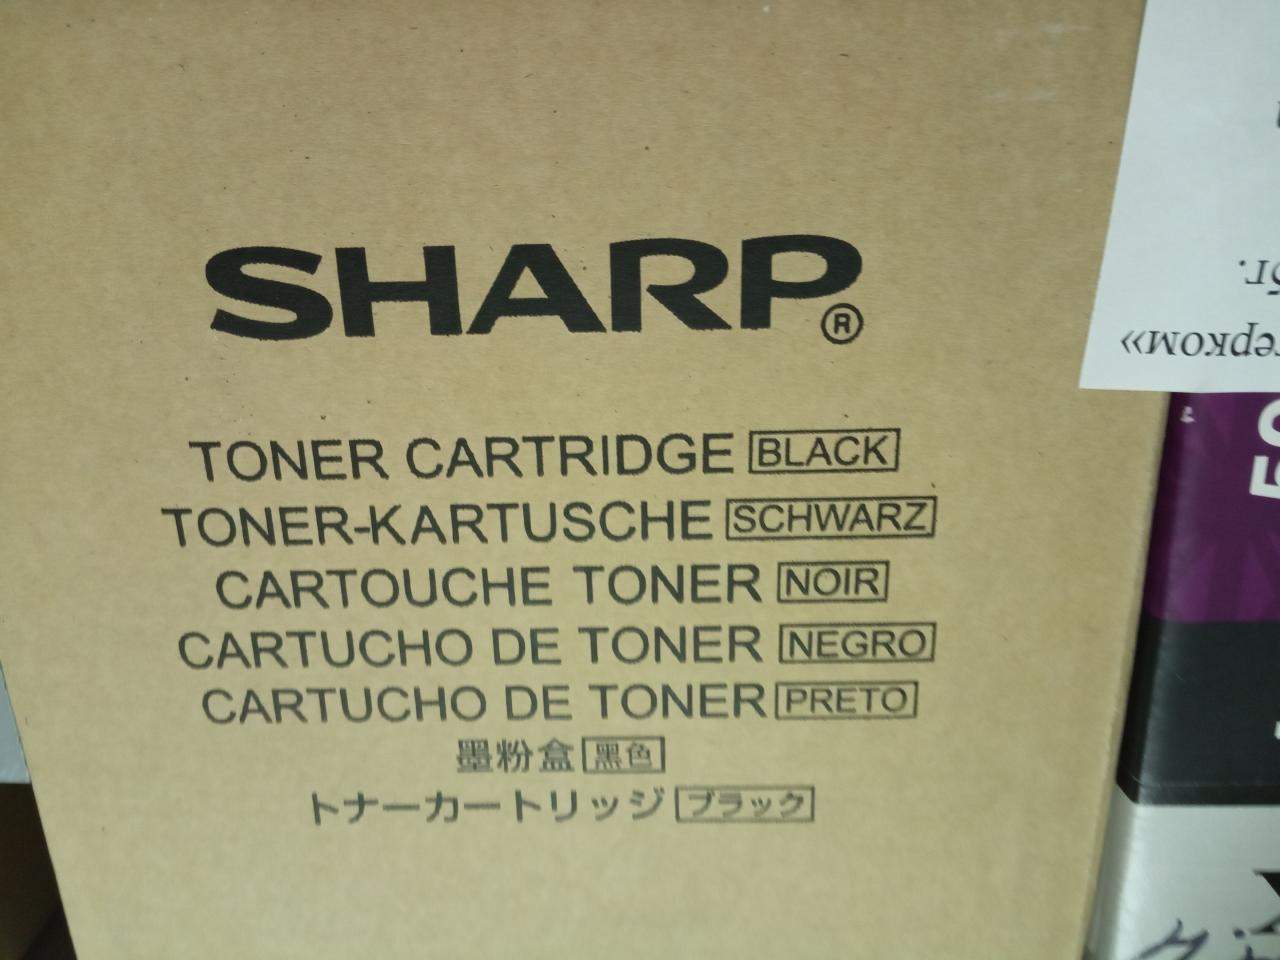 SHARP®
TONER CARTRIDGE BLACK
TONER-KARTUSCHE SCHWARZ
CARTOUCHE TONER NOIR
CARTUCHO DE TONER NEGRO
CARTUCHO DE TONER PRETO
墨粉盒 黑色
トナーカートリッジ ブラック